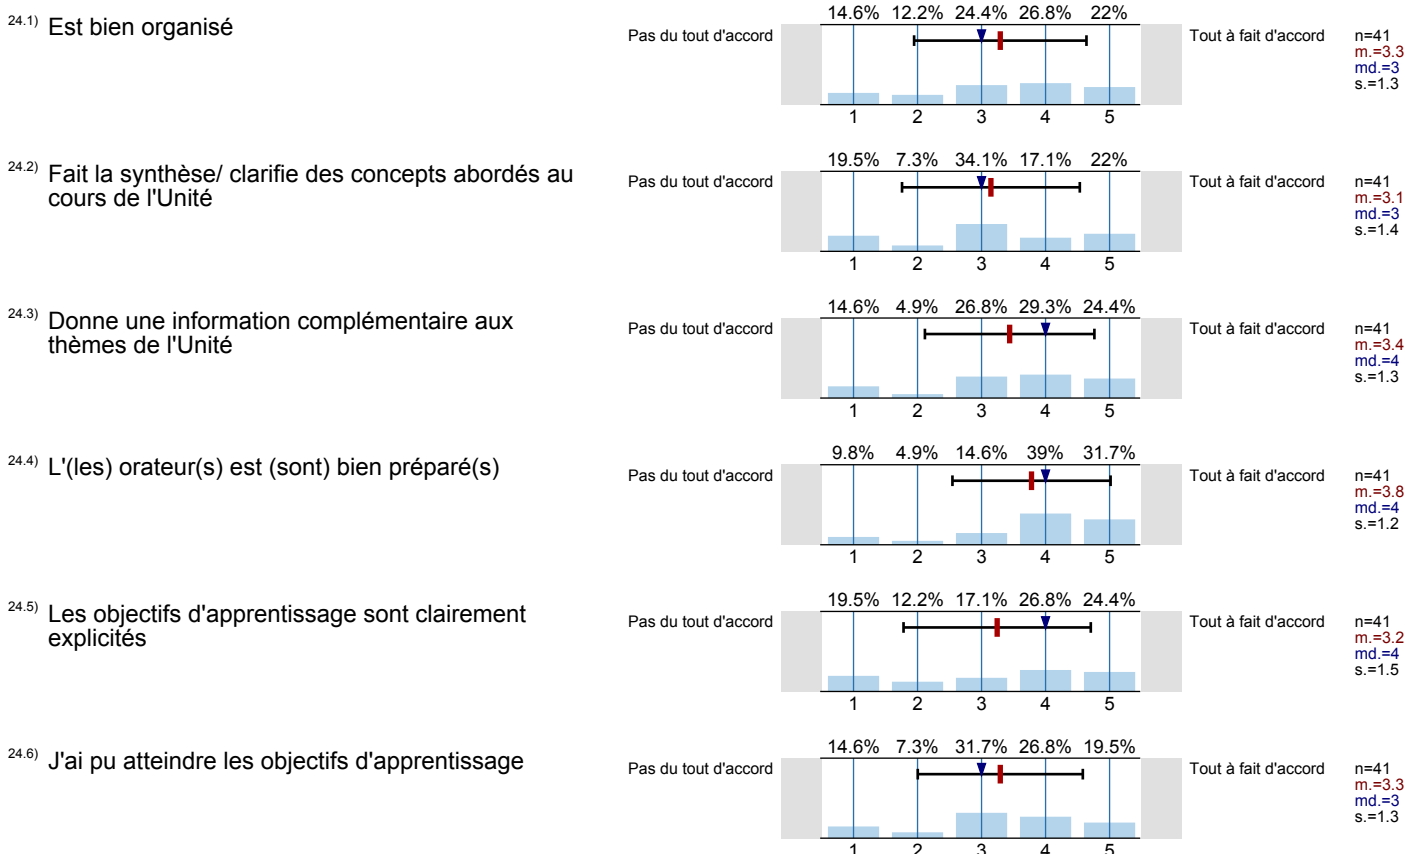 14.6% 12.2% 24.4% 26.8% 22%
24.1) Est bien organisé
Pas du tout d'accord
Tout à fait d'accord
n=41
m.=3.3
md.=3
s.=1.3
1 2 3 4 5
19.5% 7.3% 34.1% 17.1% 22%
24.2) Fait la synthèse/ clarifie des concepts abordés au
cours de l'Unité
Pas du tout d'accord
Tout à fait d'accord
n=41
m.=3.1
md.=3
s.=1.4
1 2 3 4 5
14.6% 4.9% 26.8% 29.3% 24.4%
24.3) Donne une information complémentaire aux
thèmes de l'Unité
Pas du tout d'accord
Tout à fait d'accord
n=41
m.=3.4
md.=4
s.=1.3
1 2 3 4 5
9.8% 4.9% 14.6% 39% 31.7%
24.4) L'(les) orateur(s) est (sont) bien préparé(s)
Pas du tout d'accord
Tout à fait d'accord
n=41
m.=3.8
md.=4
s.=1.2
1 2 3 4 5
19.5% 12.2% 17.1% 26.8% 24.4%
24.5) Les objectifs d'apprentissage sont clairement
explicités
Pas du tout d'accord
Tout à fait d'accord
n=41
m.=3.2
md.=4
s.=1.5
1 2 3 4 5
14.6% 7.3% 31.7% 26.8% 19.5%
24.6) J'ai pu atteindre les objectifs d'apprentissage
Pas du tout d'accord
Tout à fait d'accord
n=41
m.=3.3
md.=3
s.=1.3
1 2 3 4 5